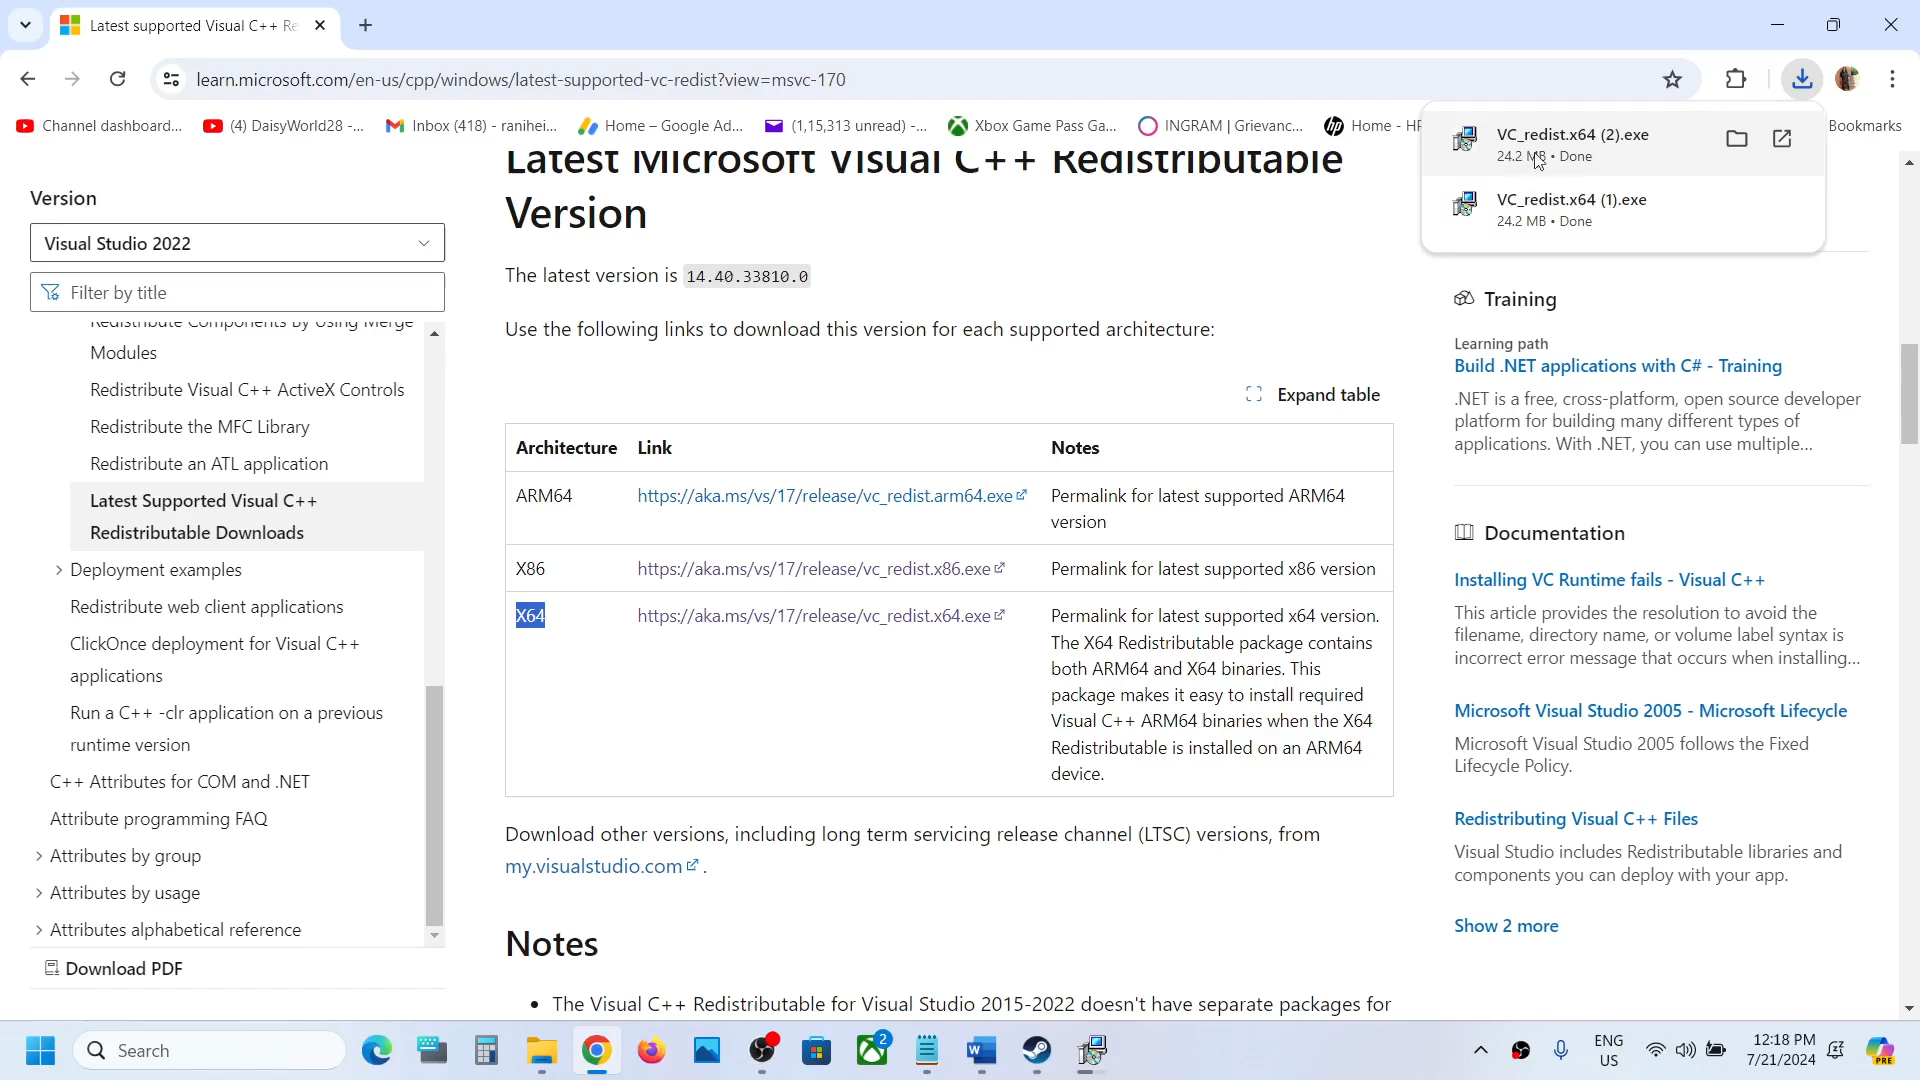 Latest supported Visual C++ Re
learn.microsoft.com/en-us/cpp/windows/latest-supported-vc-redist?view=msvc-170
Channel dashboard...
(4) DaisyWorld28 -...
Inbox (418) - ranihei...
Home – Google Ad...
(1,15,313 unread) -...
Xbox Game Pass Ga...
INGRAM | Grievanc...
Home - HP
Bookmarks
VC_redist.x64 (2).exe
24.2 MB • Done
VC_redist.x64 (1).exe
24.2 MB • Done
Version
Visual Studio 2022
Filter by title
Redistribute Components By Using Merge
Modules
Redistribute Visual C++ ActiveX Controls
Redistribute the MFC Library
Redistribute an ATL application
Latest Supported Visual C++
Redistributable Downloads
Deployment examples
Redistribute web client applications
ClickOnce deployment for Visual C++
applications
Run a C++ -clr application on a previous
runtime version
C++ Attributes for COM and .NET
Attribute programming FAQ
Attributes by group
Attributes by usage
Attributes alphabetical reference
Download PDF
Latest Microsoft Visual C++ Redistributable
Version
The latest version is 14.40.33810.0
Use the following links to download this version for each supported architecture:
Expand table
Architecture Link Notes
ARM64 https://aka.ms/vs/17/release/vc_redist.arm64.exe Permalink for latest supported ARM64
version
X86 https://aka.ms/vs/17/release/vc_redist.x86.exe Permalink for latest supported x86 version
X64 https://aka.ms/vs/17/release/vc_redist.x64.exe Permalink for latest supported x64 version.
The X64 Redistributable package contains
both ARM64 and X64 binaries. This
package makes it easy to install required
Visual C++ ARM64 binaries when the X64
Redistributable is installed on an ARM64
device.
Download other versions, including long term servicing release channel (LTSC) versions, from
my.visualstudio.com .
Notes
• The Visual C++ Redistributable for Visual Studio 2015-2022 doesn't have separate packages for
Training
Learning path
Build .NET applications with C# - Training
.NET is a free, cross-platform, open source developer
platform for building many different types of
applications. With .NET, you can use multiple...
Documentation
Installing VC Runtime fails - Visual C++
This article provides the resolution to avoid the
filename, directory name, or volume label syntax is
incorrect error message that occurs when installing...
Microsoft Visual Studio 2005 - Microsoft Lifecycle
Microsoft Visual Studio 2005 follows the Fixed
Lifecycle Policy.
Redistributing Visual C++ Files
Visual Studio includes Redistributable libraries and
components you can deploy with your app.
Show 2 more
Search
2
ENG
US
12:18 PM
7/21/2024
PRE